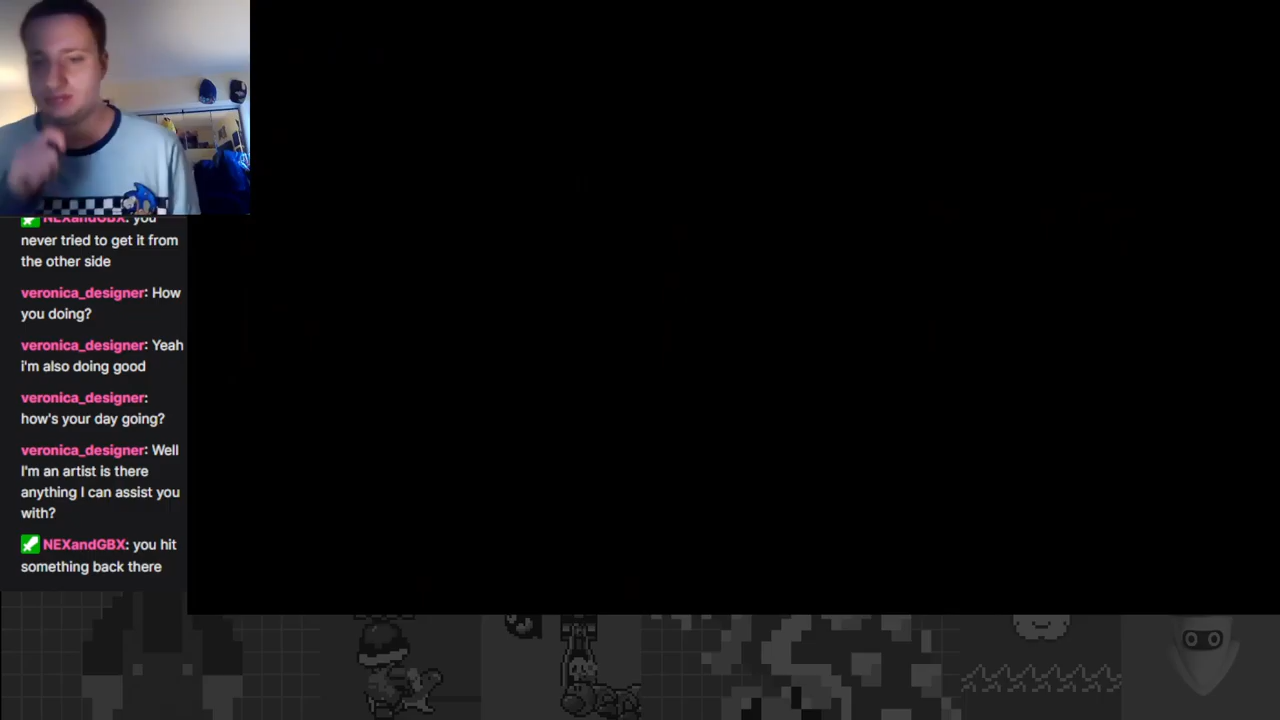 NEXandGBX: you
never tried to get it from
the other side
veronica_designer: How
you doing?
veronica_designer: Yeah
i'm also doing good
veronica_designer:
how's your day going?
veronica_designer: Well
I'm an artist is there
anything I can assist you
with?
NEXandGBX: you hit
something back there